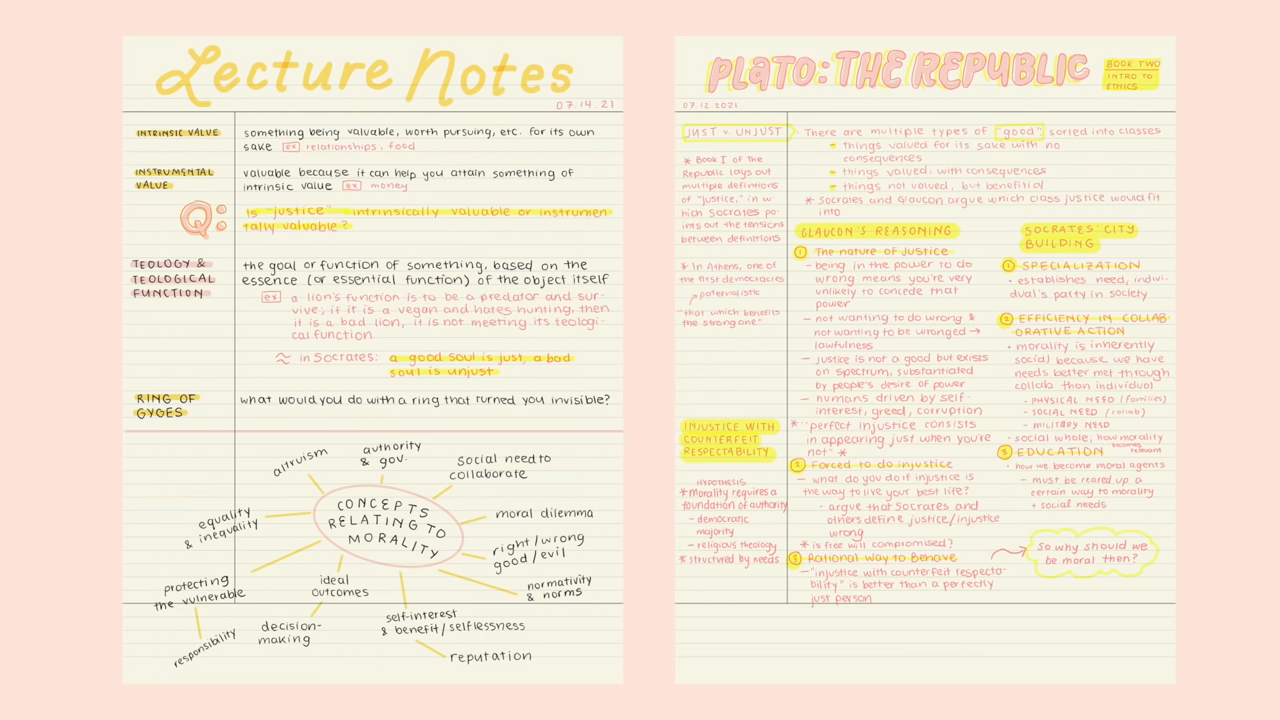 Lecture Notes
07.14.21
INTRINSIC VALUE
something being valuable, worth pursuing, etc. for its own
sake ex relationships, food
INSTRUMENTAL
VALUE
valuable because it can help you attain something of
intrinsic value ex money
Q:
Is "justice" intrinsically valuable or instrumen
tally valuable?
TEOLOGY &
TEOLOGICAL
FUNCTION
the goal or function of something, based on the
essence (or essential function) of the object itself
ex a lion's function is to be a predator and sur-
vive; if it is a vegan and hates hunting, then
it is a bad lion, it is not meeting its teologi-
cal function
in Socrates: a good soul is just, a bad
soul is unjust
RING OF
GYGES
what would you do with a ring that turned you invisible?
CONCEPTS
RELATING TO
MORALITY
altruism
authority
& gov.
social need to
collaborate
equality
& inequality
moral dilemma
right/wrong
good/evil
protecting
the vulnerable
ideal
outcomes
normativity
& norms
responsibility
decision-
making
self-interest
& benefit/selflessness
reputation
PLATO: THE REPUBLIC
BOOK TWO
INTRO TO
ETHICS
07.12.2021
JUST v. UNJUST
* Book I of the
Republic lays out
multiple definitions
of "justice," in w-
hich Socrates po-
ints out the tensions
between definitions
* In Athens, one of
the first democracies
paternalistic
"that which benefits
the strong one"
INJUSTICE WITH
COUNTERFEIT
RESPECTABILITY
HYPOTHESIS
* Morality requires a
foundation of authority
- democratic
majority
- religious theology
* structured by needs
- There are multiple types of "good", sorted into classes
- things valued for its sake with no
consequences
- things valued, with consequences
- things not valued, but beneficial
* Socrates and Glaucon argue which class justice would fit
into
GLAUCON'S REASONING
1 The nature of Justice
- being in the power to do
wrong means you're very
unlikely to concede that
power
- not wanting to do wrong &
not wanting to be wronged →
lawfulness
- justice is not a good but exists
on spectrum, substantiated
by people's desire of power
- humans driven by self-
interest, greed, corruption
* "perfect injustice consists
in appearing just when you're
not" *
2 Forced to do injustice
- what do you do if injustice is
the way to live your best life?
· argue that Socrates and
others define justice/injustice
wrong
* is free will compromised?
3 Rational way to Behave
- "injustice with counterfeit respecta-
bility" is better than a perfectly
just person
SOCRATES' CITY
BUILDING
1 SPECIALIZATION
· establishes need, indivi-
dual's party in society
2 EFFICIENCY IN COLLAB-
ORATIVE ACTION
· morality is inherently
social because we have
needs better met through
collab than individual
- PHYSICAL NEED (families)
- SOCIAL NEED (collab)
- MILITARY NEED
· social whole; how morality
becomes
relevant
3 EDUCATION
· how we become moral agents
- must be reared up a
certain way to morality
+ social needs
So why should we
be moral then?